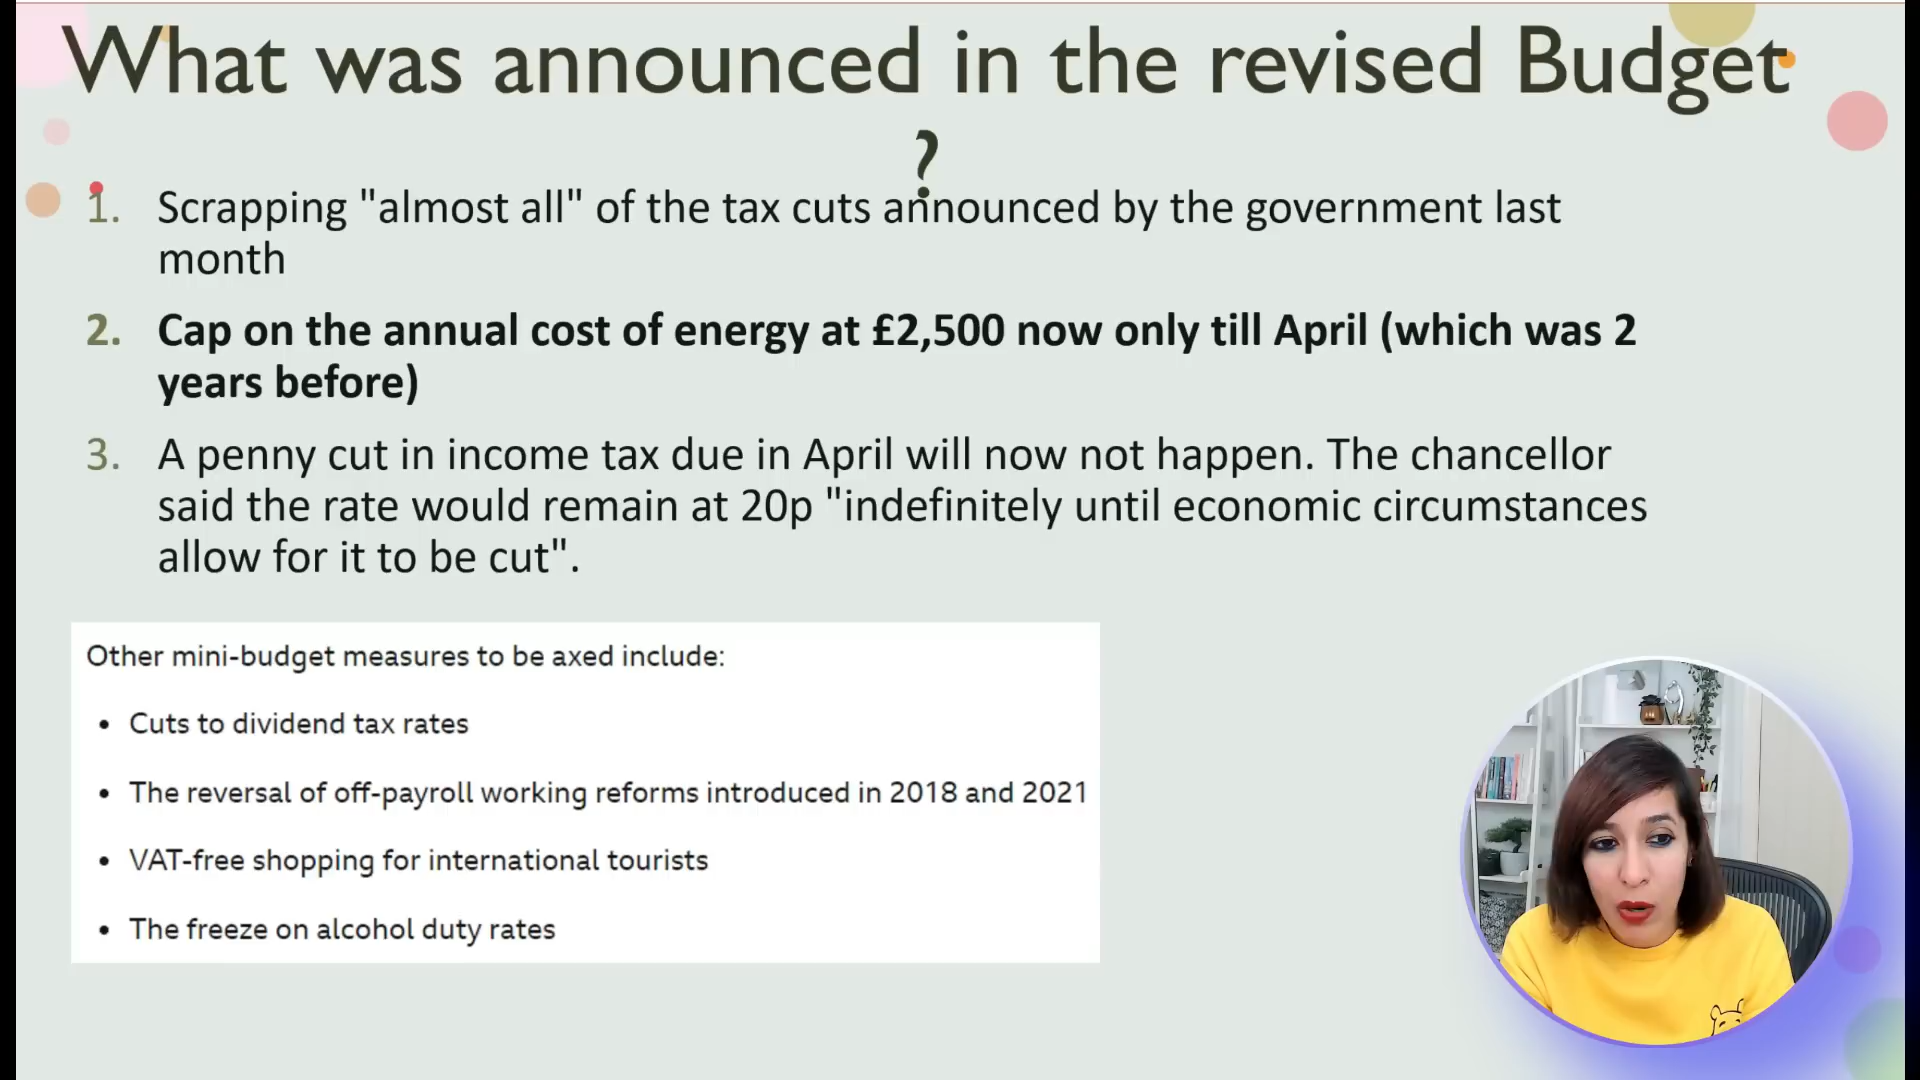 What was announced in the revised Budget
?
1. Scrapping "almost all" of the tax cuts announced by the government last
month
2. Cap on the annual cost of energy at £2,500 now only till April (which was 2
years before)
3. A penny cut in income tax due in April will now not happen. The chancellor
said the rate would remain at 20p "indefinitely until economic circumstances
allow for it to be cut".
Other mini-budget measures to be axed include:
• Cuts to dividend tax rates
• The reversal of off-payroll working reforms introduced in 2018 and 2021
• VAT-free shopping for international tourists
• The freeze on alcohol duty rates